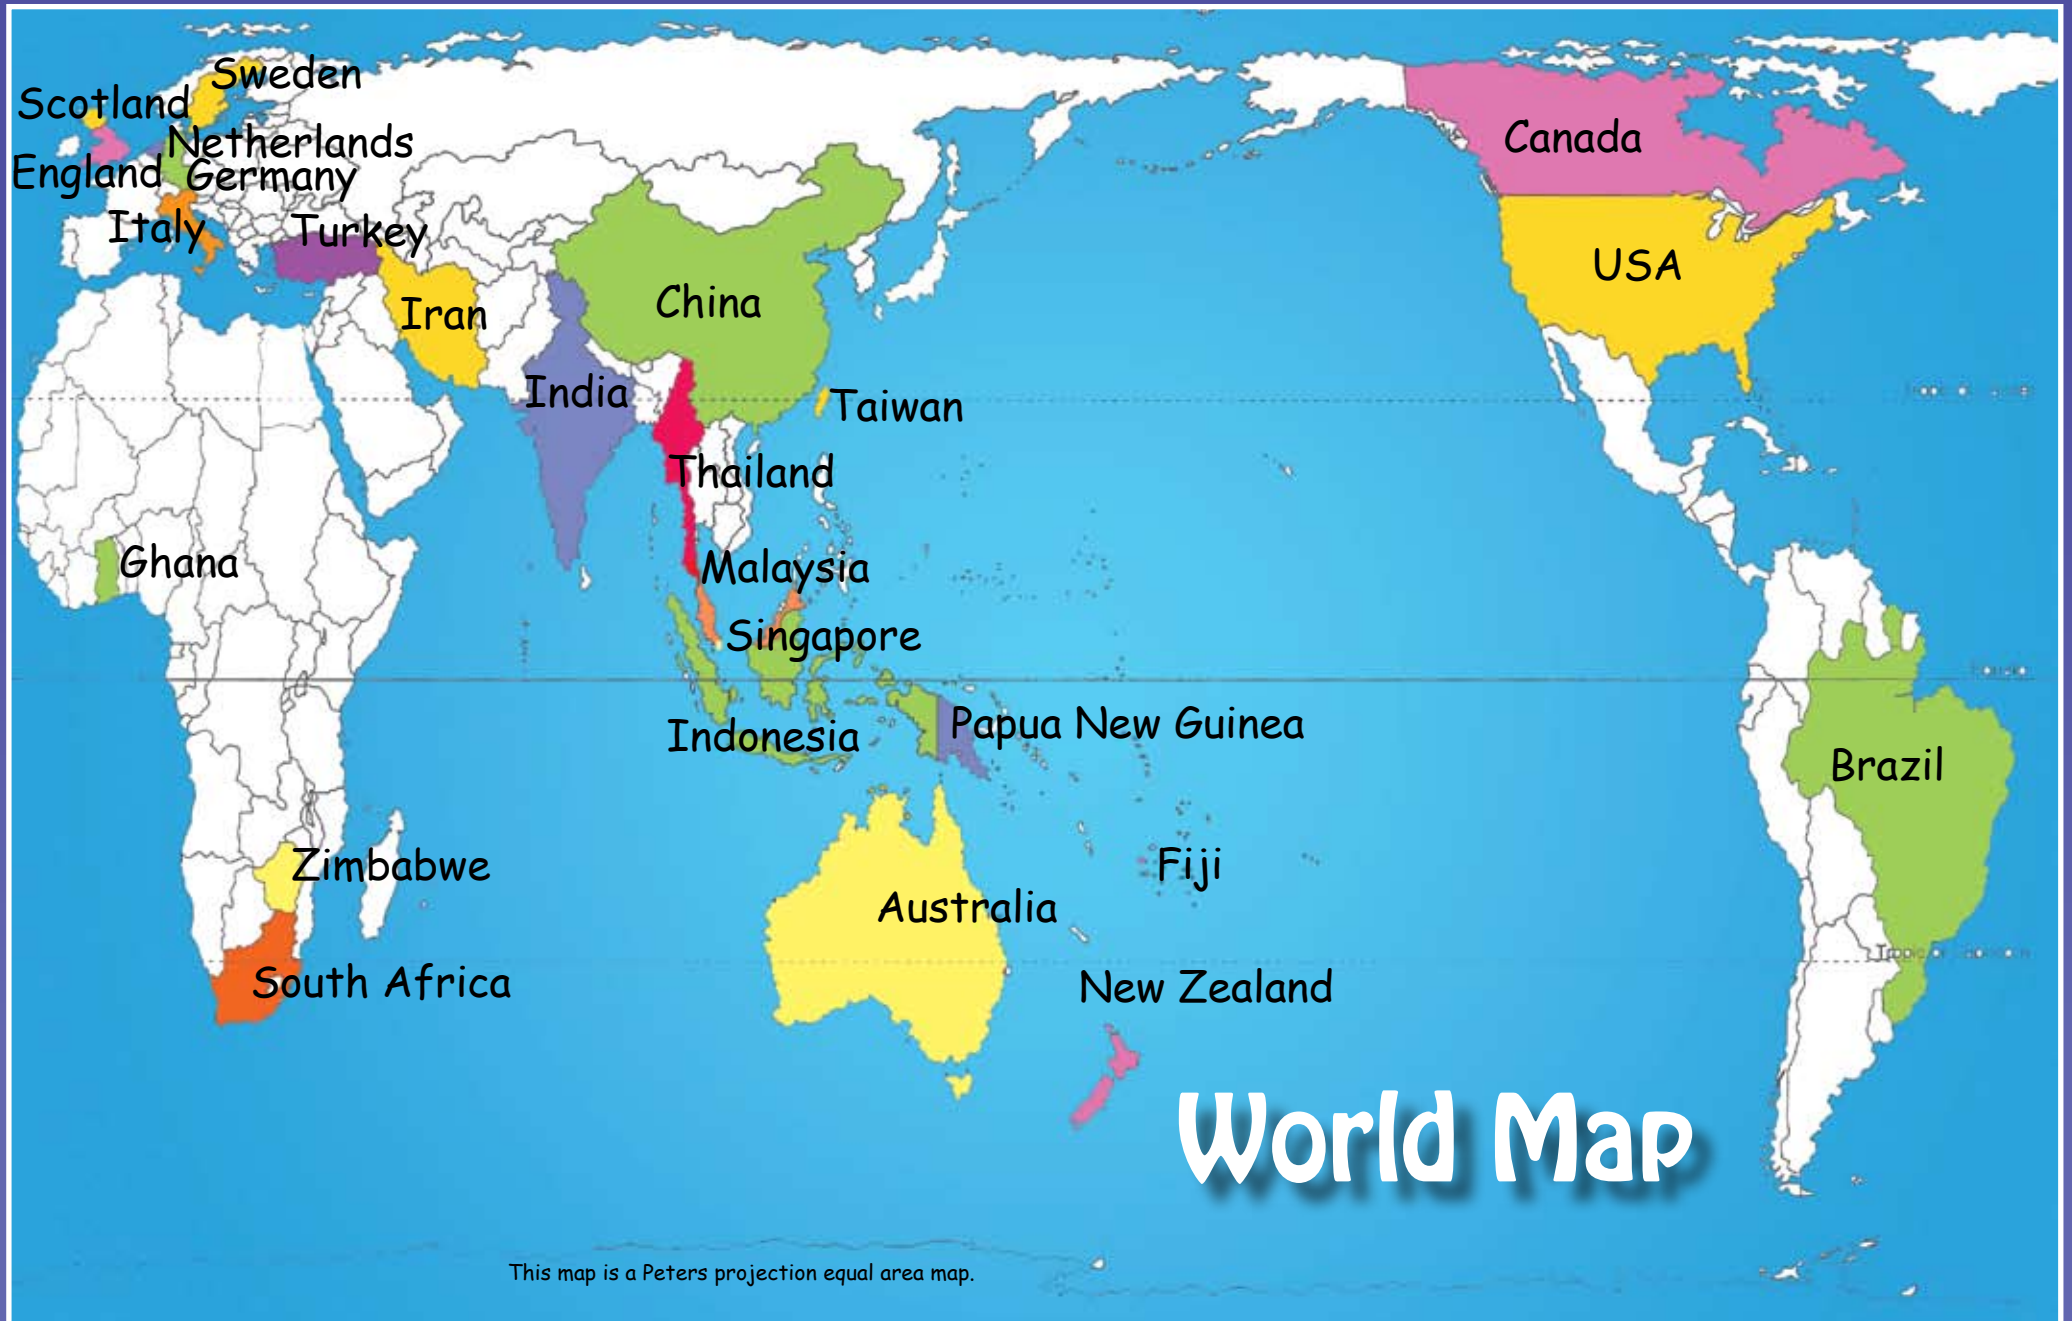 Sweden
Scotland
Netherlands
England
Germany
Italy
Turkey
Canada
USA
Iran
China
India
Taiwan
Thailand
Ghana
Malaysia
Singapore
Indonesia
Papua New Guinea
Brazil
Zimbabwe
Fiji
Australia
Tropic of
South Africa
New Zealand
World Map
This map is a Peters projection equal area map.